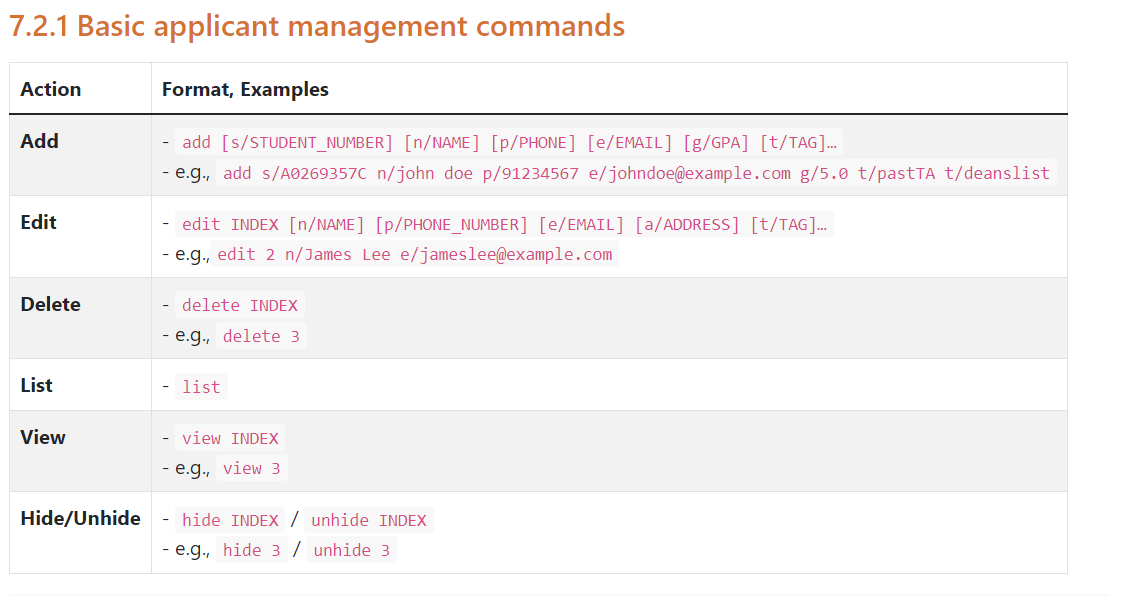 7.2.1 Basic applicant management commands
Action Format, Examples
Add - add [s/STUDENT_NUMBER] [n/NAME] [p/PHONE] [e/EMAIL] [g/GPA] [t/TAG]…
- e.g., add s/A0269357C n/john doe p/91234567 e/johndoe@example.com g/5.0 t/pastTA t/deanslist
Edit - edit INDEX [n/NAME] [p/PHONE_NUMBER] [e/EMAIL] [a/ADDRESS] [t/TAG]…
- e.g., edit 2 n/James Lee e/jameslee@example.com
Delete - delete INDEX
- e.g., delete 3
List - list
View - view INDEX
- e.g., view 3
Hide/Unhide - hide INDEX / unhide INDEX
- e.g., hide 3 / unhide 3